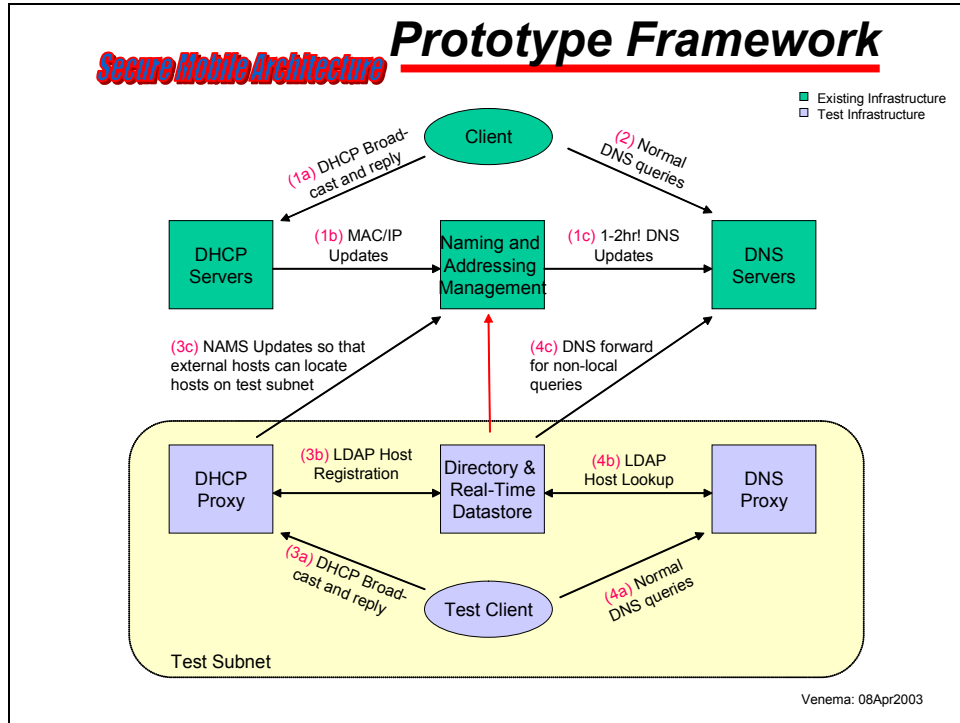 Prototype Framework
Secure Mobile Architecture
Existing Infrastructure
Test Infrastructure
Client
(1a) DHCP Broad-
cast and reply
(2) Normal
DNS queries
DHCP
Servers
(1b) MAC/IP
Updates
Naming and
Addressing
Management
(1c) 1-2hr! DNS
Updates
DNS
Servers
(3c) NAMS Updates so that
external hosts can locate
hosts on test subnet
(4c) DNS forward
for non-local
queries
DHCP
Proxy
(3b) LDAP Host
Registration
Directory &
Real-Time
Datastore
(4b) LDAP
Host Lookup
DNS
Proxy
(3a) DHCP Broad-
cast and reply
Test Client
(4a) Normal
DNS queries
Test Subnet
Venema: 08Apr2003